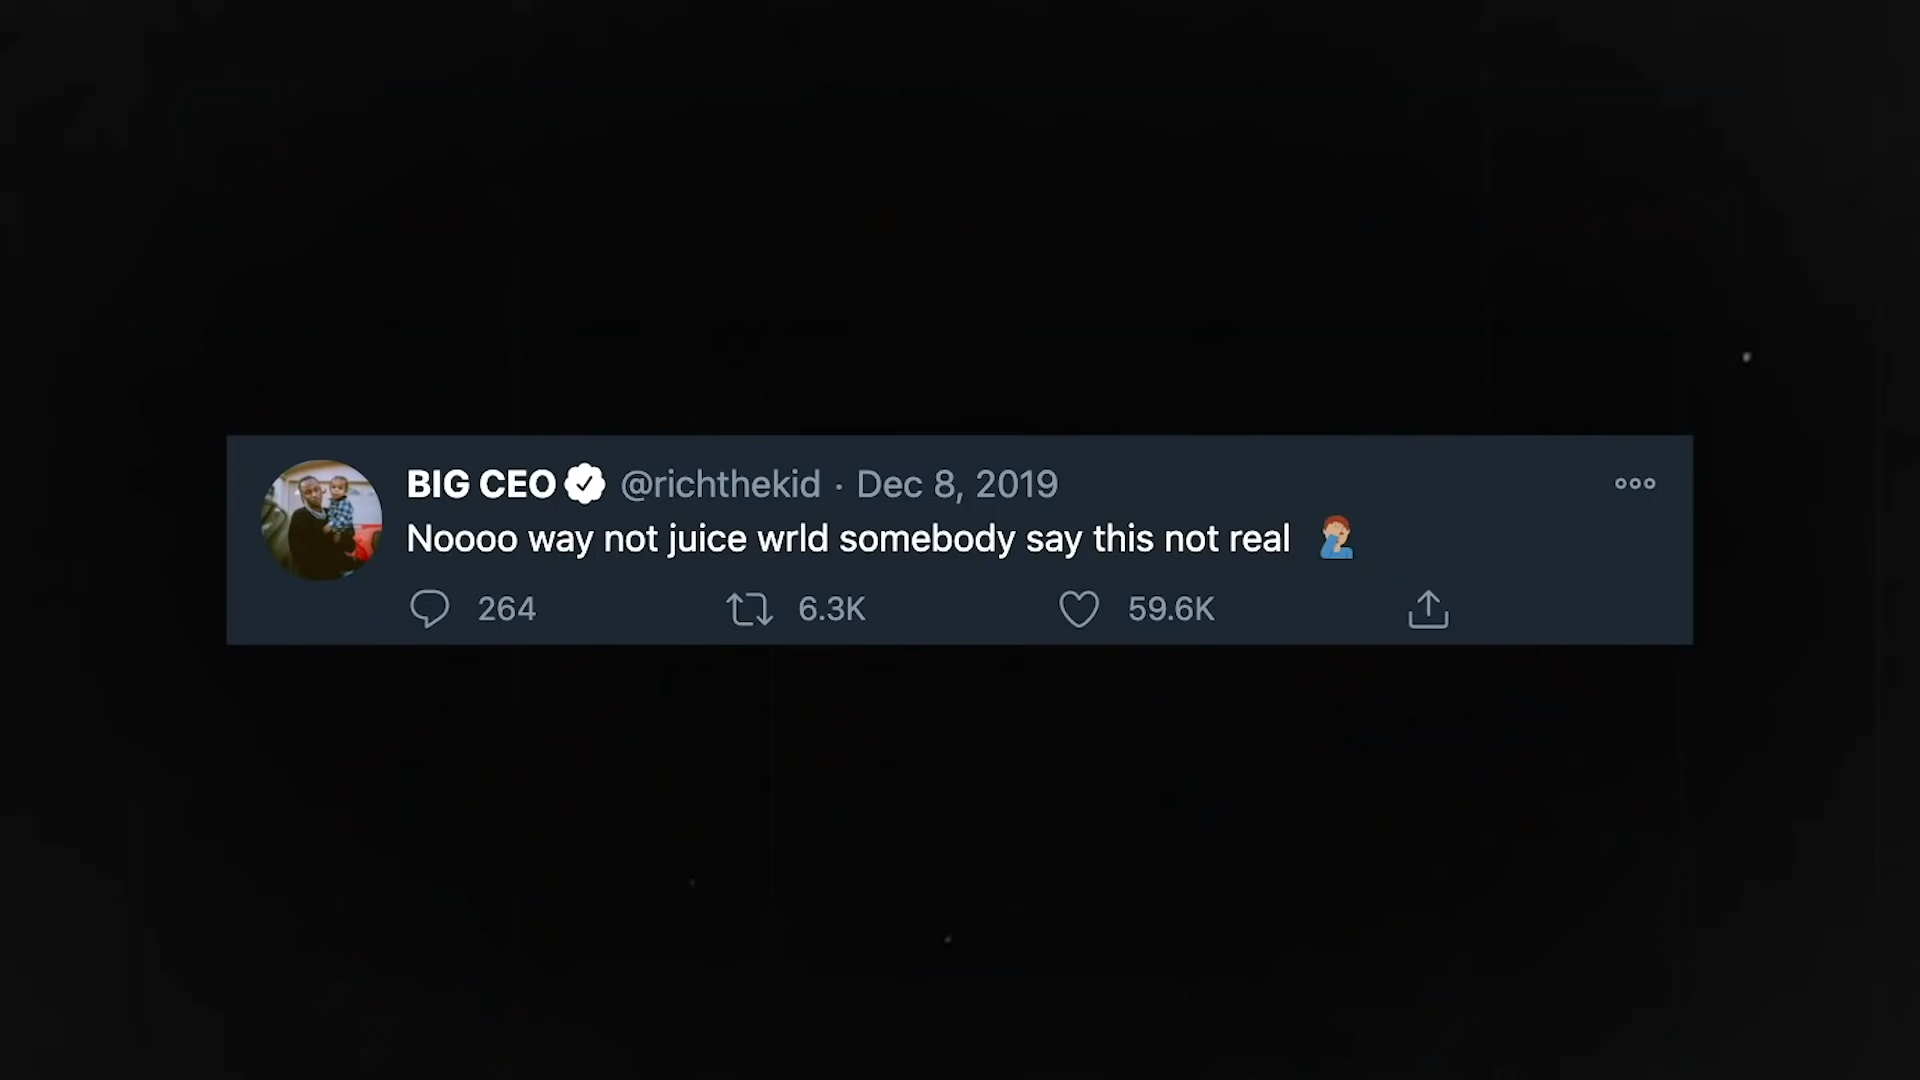 BIG CEO @richthekid · Dec 8, 2019
Noooo way not juice wrld somebody say this not real 🤦🏽‍♂️
264 6.3K 59.6K